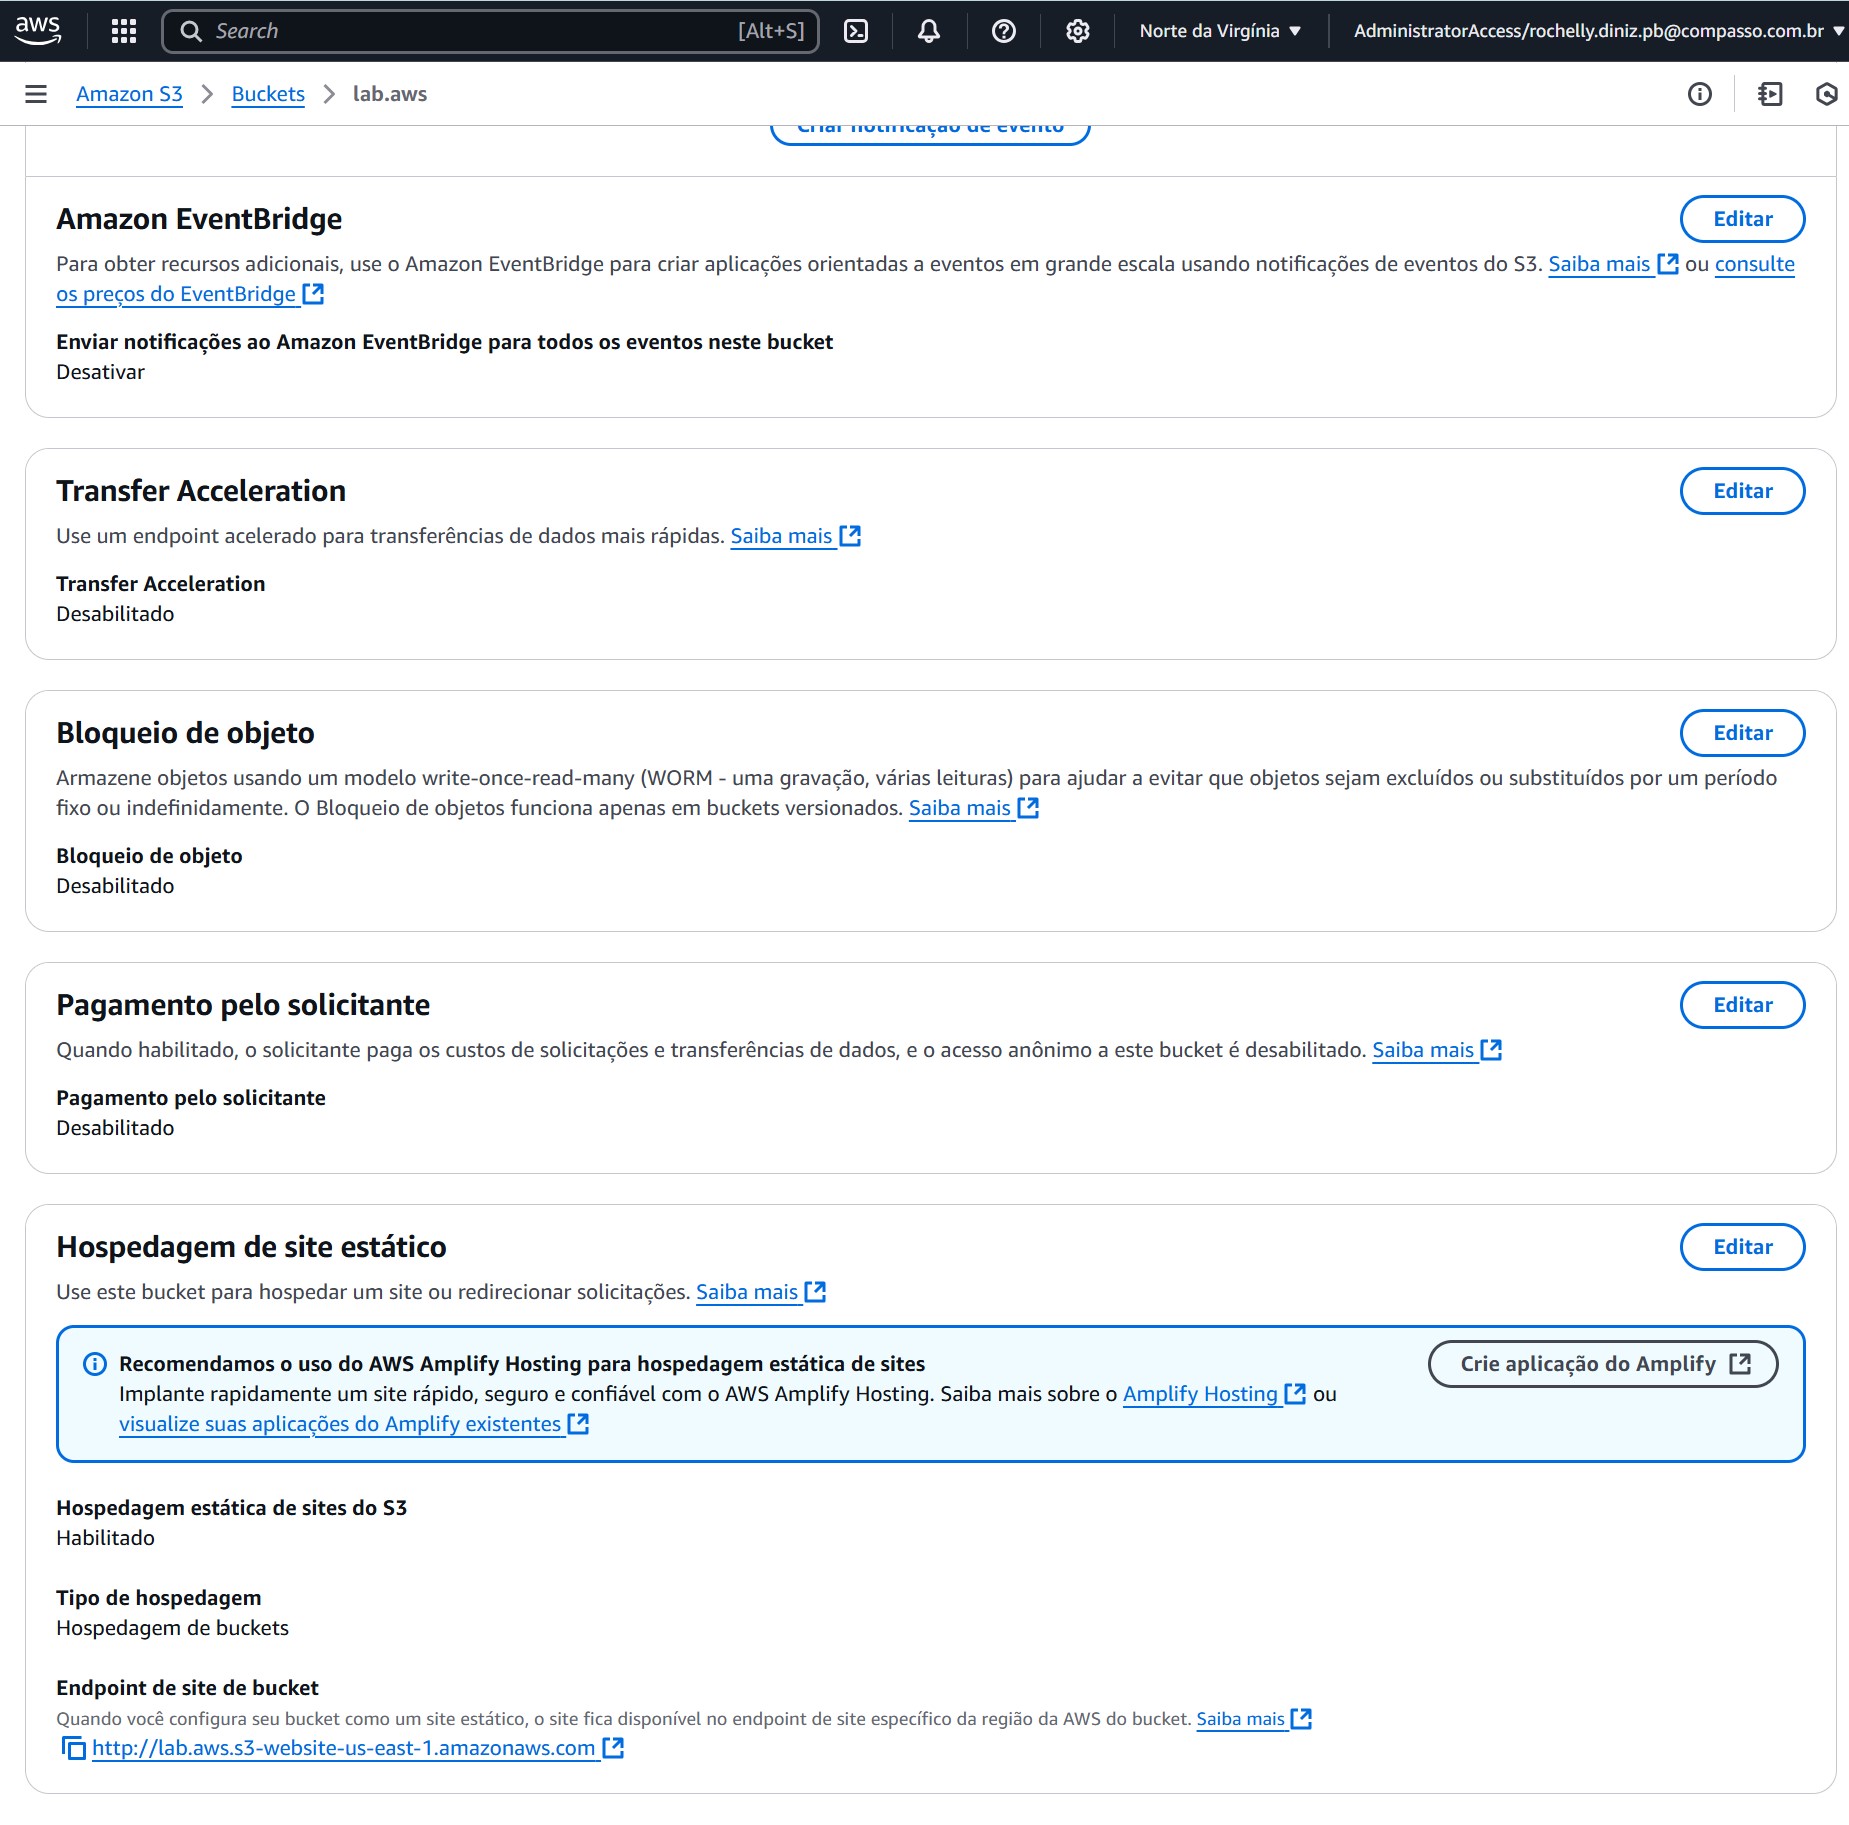 aws
Search [Alt+S]
Norte da Virgínia
AdministratorAccess/rochelly.diniz.pb@compasso.com.br
Amazon S3 > Buckets > lab.aws
Criar notificação de evento
Amazon EventBridge
Editar
Para obter recursos adicionais, use o Amazon EventBridge para criar aplicações orientadas a eventos em grande escala usando notificações de eventos do S3. Saiba mais ou consulte
os preços do EventBridge
Enviar notificações ao Amazon EventBridge para todos os eventos neste bucket
Desativar
Transfer Acceleration
Editar
Use um endpoint acelerado para transferências de dados mais rápidas. Saiba mais
Transfer Acceleration
Desabilitado
Bloqueio de objeto
Editar
Armazene objetos usando um modelo write-once-read-many (WORM - uma gravação, várias leituras) para ajudar a evitar que objetos sejam excluídos ou substituídos por um período
fixo ou indefinidamente. O Bloqueio de objetos funciona apenas em buckets versionados. Saiba mais
Bloqueio de objeto
Desabilitado
Pagamento pelo solicitante
Editar
Quando habilitado, o solicitante paga os custos de solicitações e transferências de dados, e o acesso anônimo a este bucket é desabilitado. Saiba mais
Pagamento pelo solicitante
Desabilitado
Hospedagem de site estático
Editar
Use este bucket para hospedar um site ou redirecionar solicitações. Saiba mais
Recomendamos o uso do AWS Amplify Hosting para hospedagem estática de sites
Crie aplicação do Amplify
Implante rapidamente um site rápido, seguro e confiável com o AWS Amplify Hosting. Saiba mais sobre o Amplify Hosting ou
visualize suas aplicações do Amplify existentes
Hospedagem estática de sites do S3
Habilitado
Tipo de hospedagem
Hospedagem de buckets
Endpoint de site de bucket
Quando você configura seu bucket como um site estático, o site fica disponível no endpoint de site específico da região da AWS do bucket. Saiba mais
http://lab.aws.s3-website-us-east-1.amazonaws.com